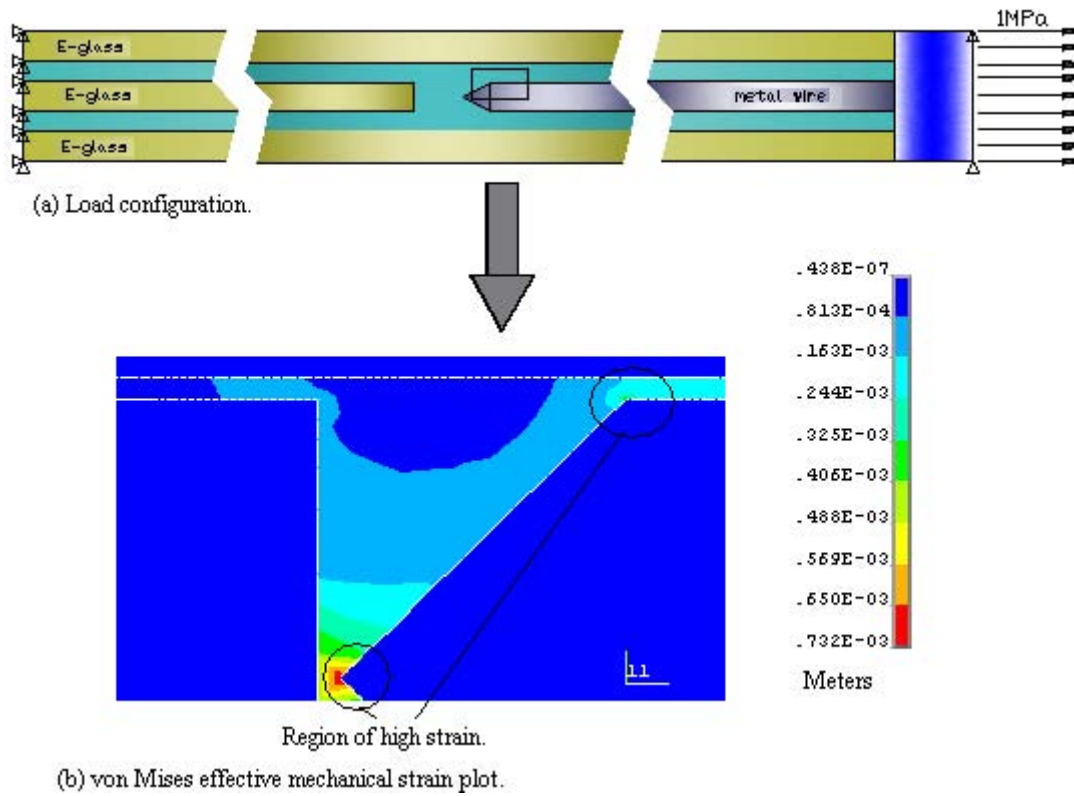 1MPa
E-glass
E-glass
metal wire
E-glass
(a) Load configuration.
.438E-07
.813E-04
.163E-03
.244E-03
.325E-03
.406E-03
.488E-03
.569E-03
.650E-03
.732E-03
11
Meters
Region of high strain.
(b) von Mises effective mechanical strain plot.